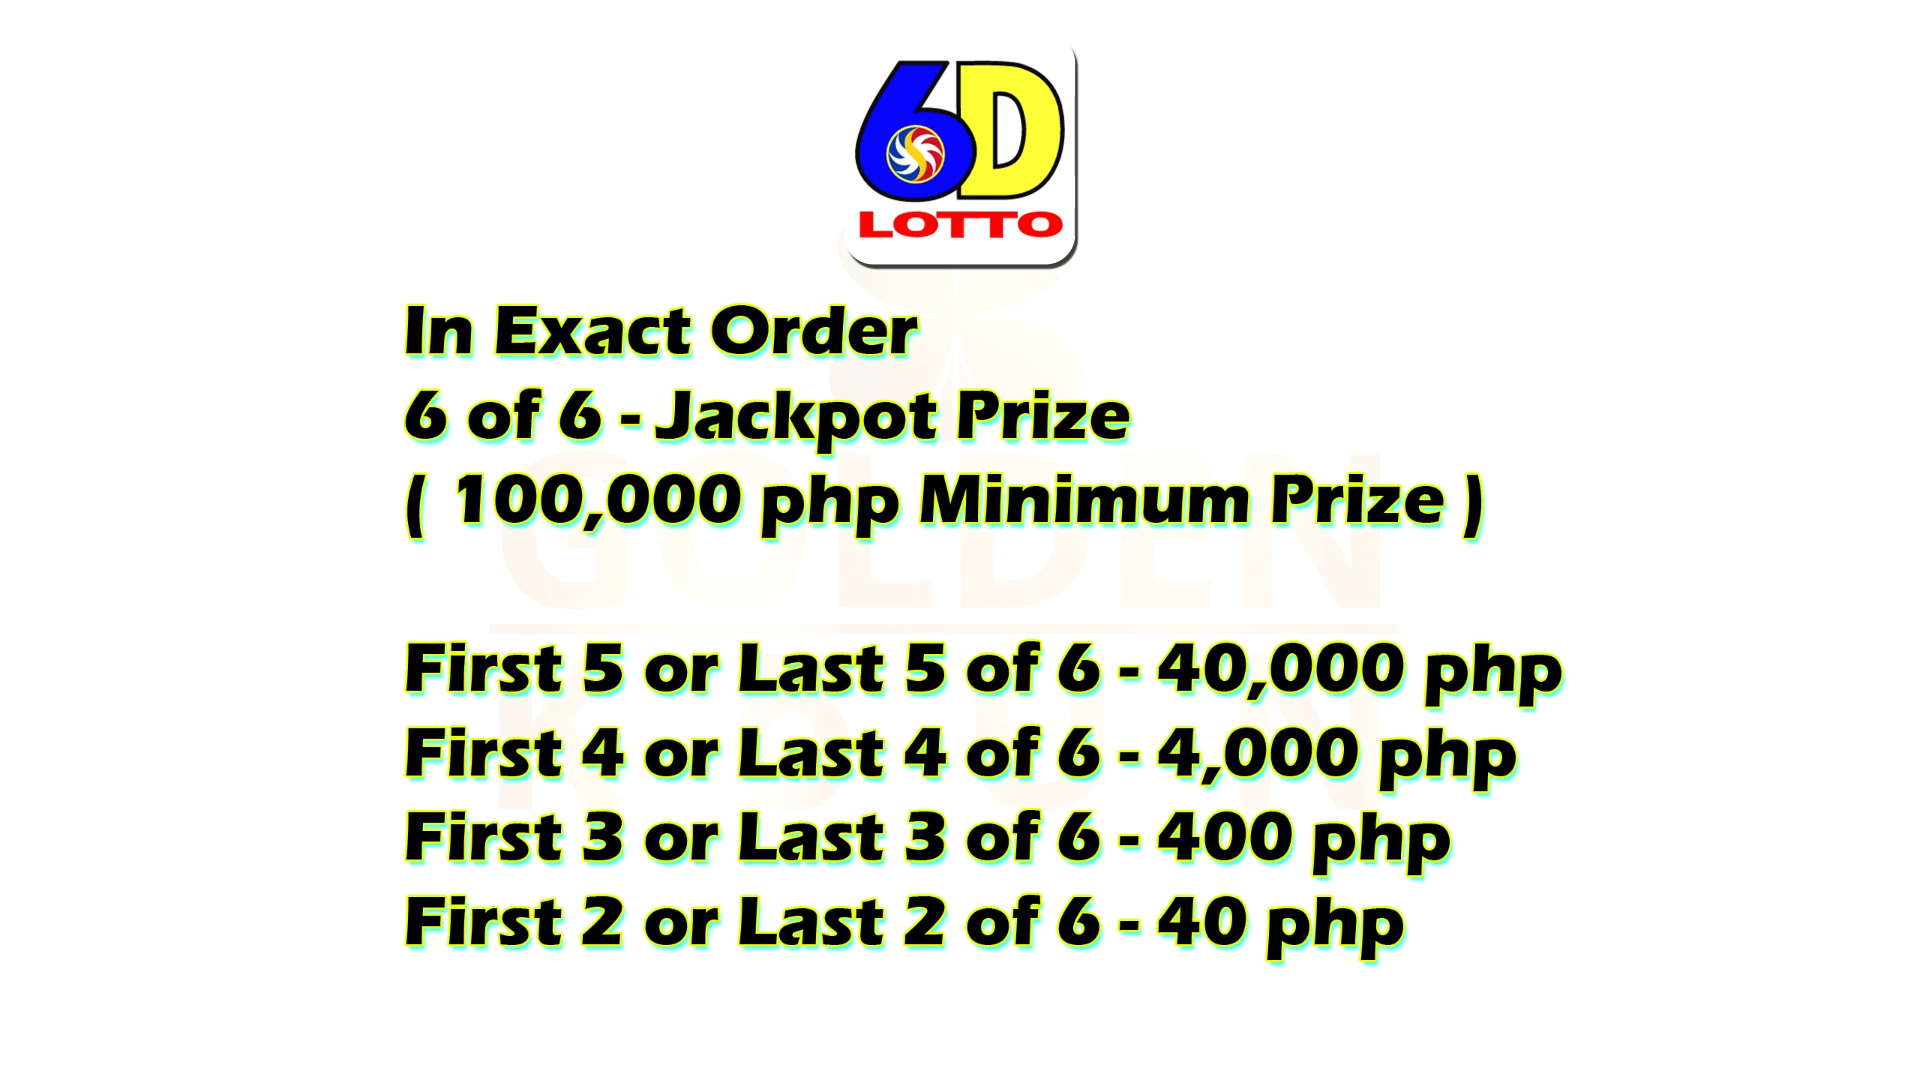 6D
LOTTO
In Exact Order
6 of 6 - Jackpot Prize
( 100,000 php Minimum Prize )
GOLDEN
First 5 or Last 5 of 6 - 40,000 php
First 4 or Last 4 of 6 - 4,000 php
First 3 or Last 3 of 6 - 400 php
First 2 or Last 2 of 6 - 40 php